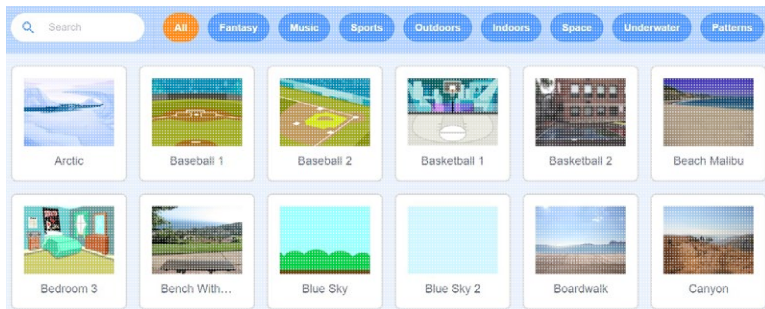 Search All Fantasy Music Sports Outdoors Indoors Space Underwater Patterns
Arctic Baseball 1 Baseball 2 Basketball 1 Basketball 2 Beach Malibu
Bedroom 3 Bench With... Blue Sky Blue Sky 2 Boardwalk Canyon